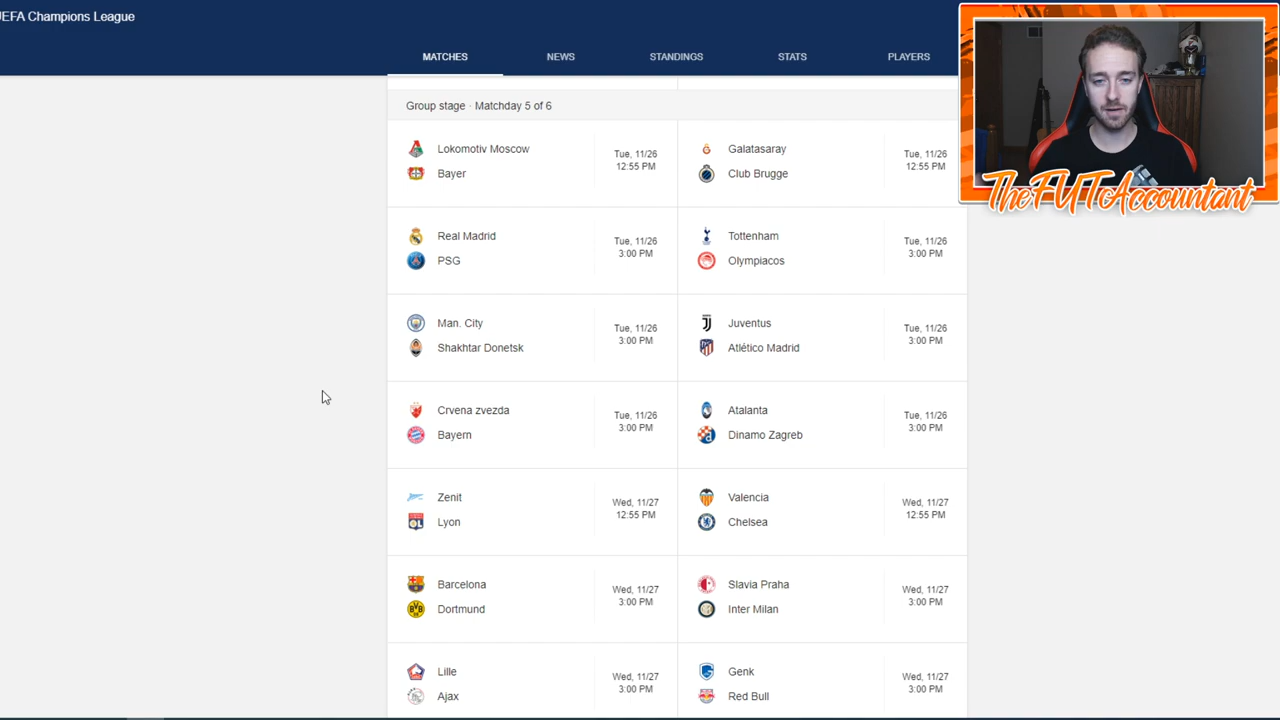 UEFA Champions League
MATCHES
NEWS
STANDINGS
STATS
PLAYERS
Group stage · Matchday 5 of 6
Lokomotiv Moscow
Bayer
Tue, 11/26
12:55 PM
Galatasaray
Club Brugge
Tue, 11/26
12:55 PM
Real Madrid
PSG
Tue, 11/26
3:00 PM
Tottenham
Olympiacos
Tue, 11/26
3:00 PM
Man. City
Shakhtar Donetsk
Tue, 11/26
3:00 PM
Juventus
Atlético Madrid
Tue, 11/26
3:00 PM
Crvena zvezda
Bayern
Tue, 11/26
3:00 PM
Atalanta
Dinamo Zagreb
Tue, 11/26
3:00 PM
Zenit
Lyon
Wed, 11/27
12:55 PM
Valencia
Chelsea
Wed, 11/27
12:55 PM
Barcelona
Dortmund
Wed, 11/27
3:00 PM
Slavia Praha
Inter Milan
Wed, 11/27
3:00 PM
Lille
Ajax
Wed, 11/27
3:00 PM
Genk
Red Bull
Wed, 11/27
3:00 PM
TheFUTAccountant